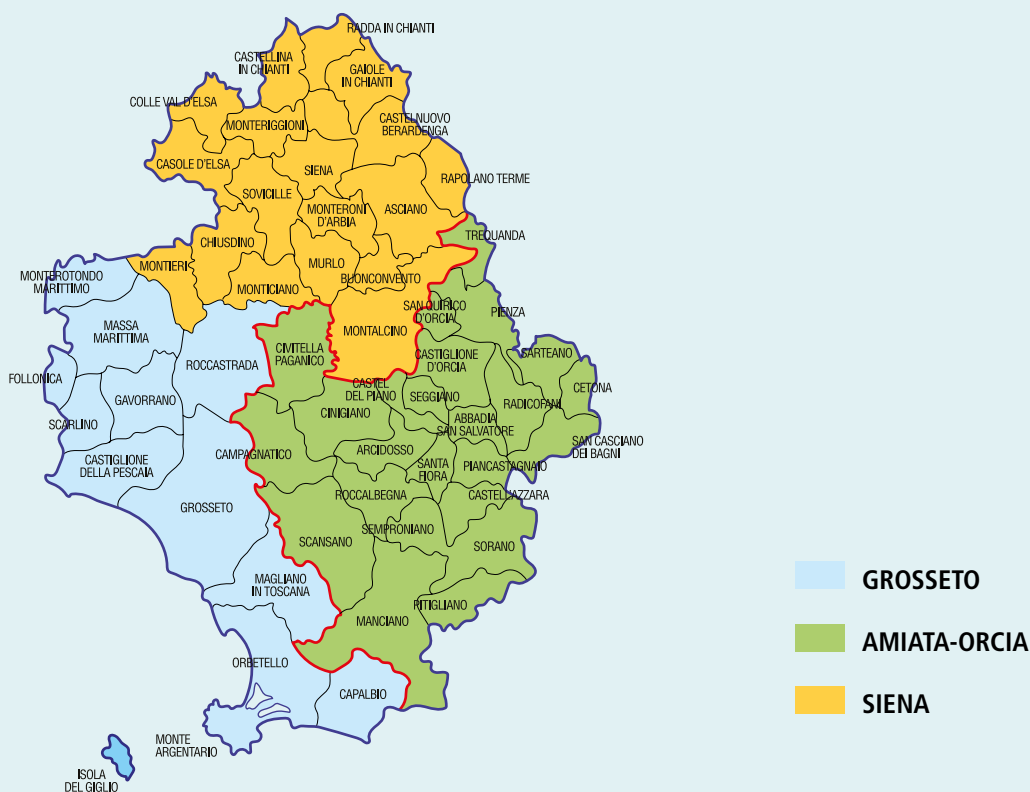 RADDA IN CHIANTI
CASTELLINA
IN CHIANTI
GAIOLE
IN CHIANTI
COLLE VAL D'ELSA
MONTERIGGIONI
CASTELNUOVO
BERARDENGA
CASOLE D'ELSA
SIENA
RAPOLANO TERME
SOVICILLE
MONTERONI
D'ARBIA
ASCIANO
TREQUANDA
CHIUSDINO
MURLO
MONTIERI
BUONCONVENTO
MONTEROTONDO
MARITTIMO
MONTICIANO
SAN QUIRICO
D'ORCIA
PIENZA
MASSA
MARITTIMA
MONTALCINO
CIVITELLA
PAGANICO
CASTIGLIONE
D'ORCIA
SARTEANO
ROCCASTRADA
FOLLONICA
CASTEL
DEL PIANO
SEGGIANO
CETONA
GAVORRANO
CINIGIANO
RADICOFANI
SCARLINO
ABBADIA
SAN SALVATORE
SAN CASCIANO
DEI BAGNI
CAMPAGNATICO
ARCIDOSSO
CASTIGLIONE
DELLA PESCAIA
SANTA
FIORA
PIANCASTAGNAIO
ROCCALBEGNA
CASTELL'AZZARA
GROSSETO
SEMPRONIANO
SCANSANO
SORANO
MAGLIANO
IN TOSCANA
PITIGLIANO
MANCIANO
ORBETELLO
CAPALBIO
MONTE
ARGENTARIO
ISOLA
DEL GIGLIO
GROSSETO
AMIATA-ORCIA
SIENA